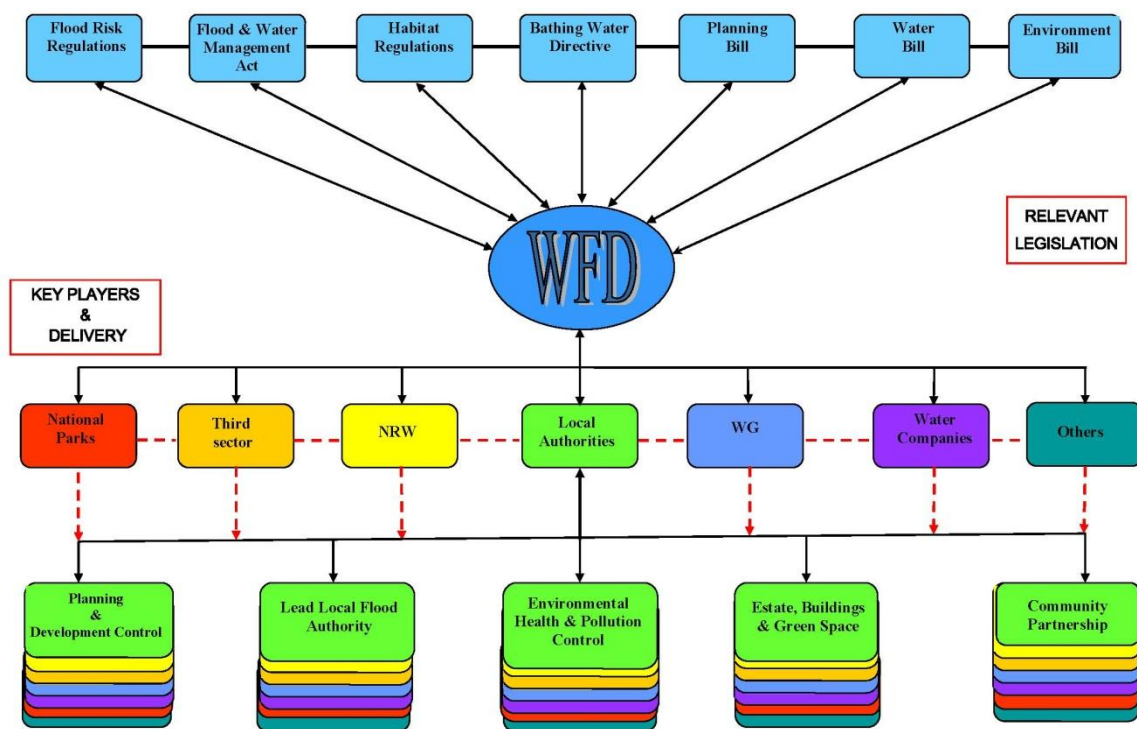 Flood Risk
Regulations
Flood & Water
Management
Act
Habitat
Regulations
Bathing Water
Directive
Planning
Bill
Water
Bill
Environment
Bill
WFD
RELEVANT
LEGISLATION
KEY PLAYERS
&
DELIVERY
National
Parks
Third
sector
NRW
Local
Authorities
WG
Water
Companies
Others
Planning
&
Development Control
Lead Local Flood
Authority
Environmental
Health & Pollution
Control
Estate, Buildings
& Green Space
Community
Partnership